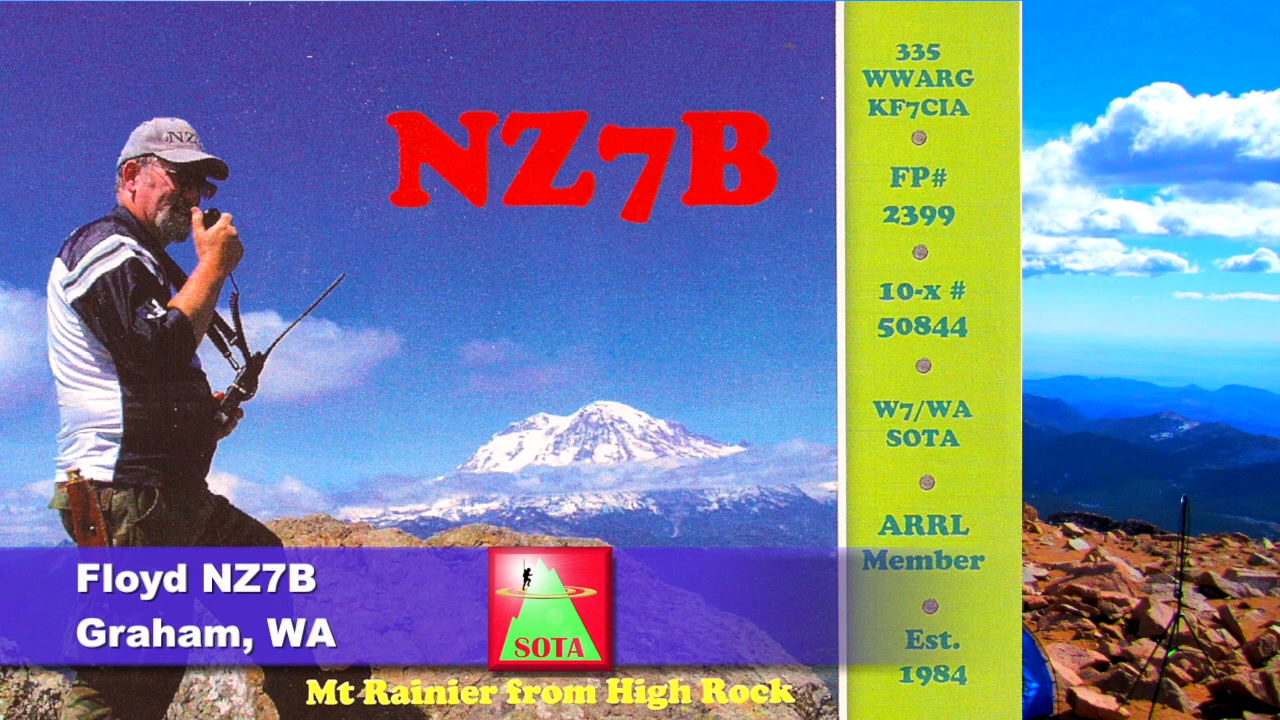 NZ
NZ7B
335
WWARG
KF7CIA
FP#
2399
10-x #
50844
W7/WA
SOTA
ARRL
Member
Est.
1984
Floyd NZ7B
Graham, WA
SOTA
Mt Rainier from High Rock